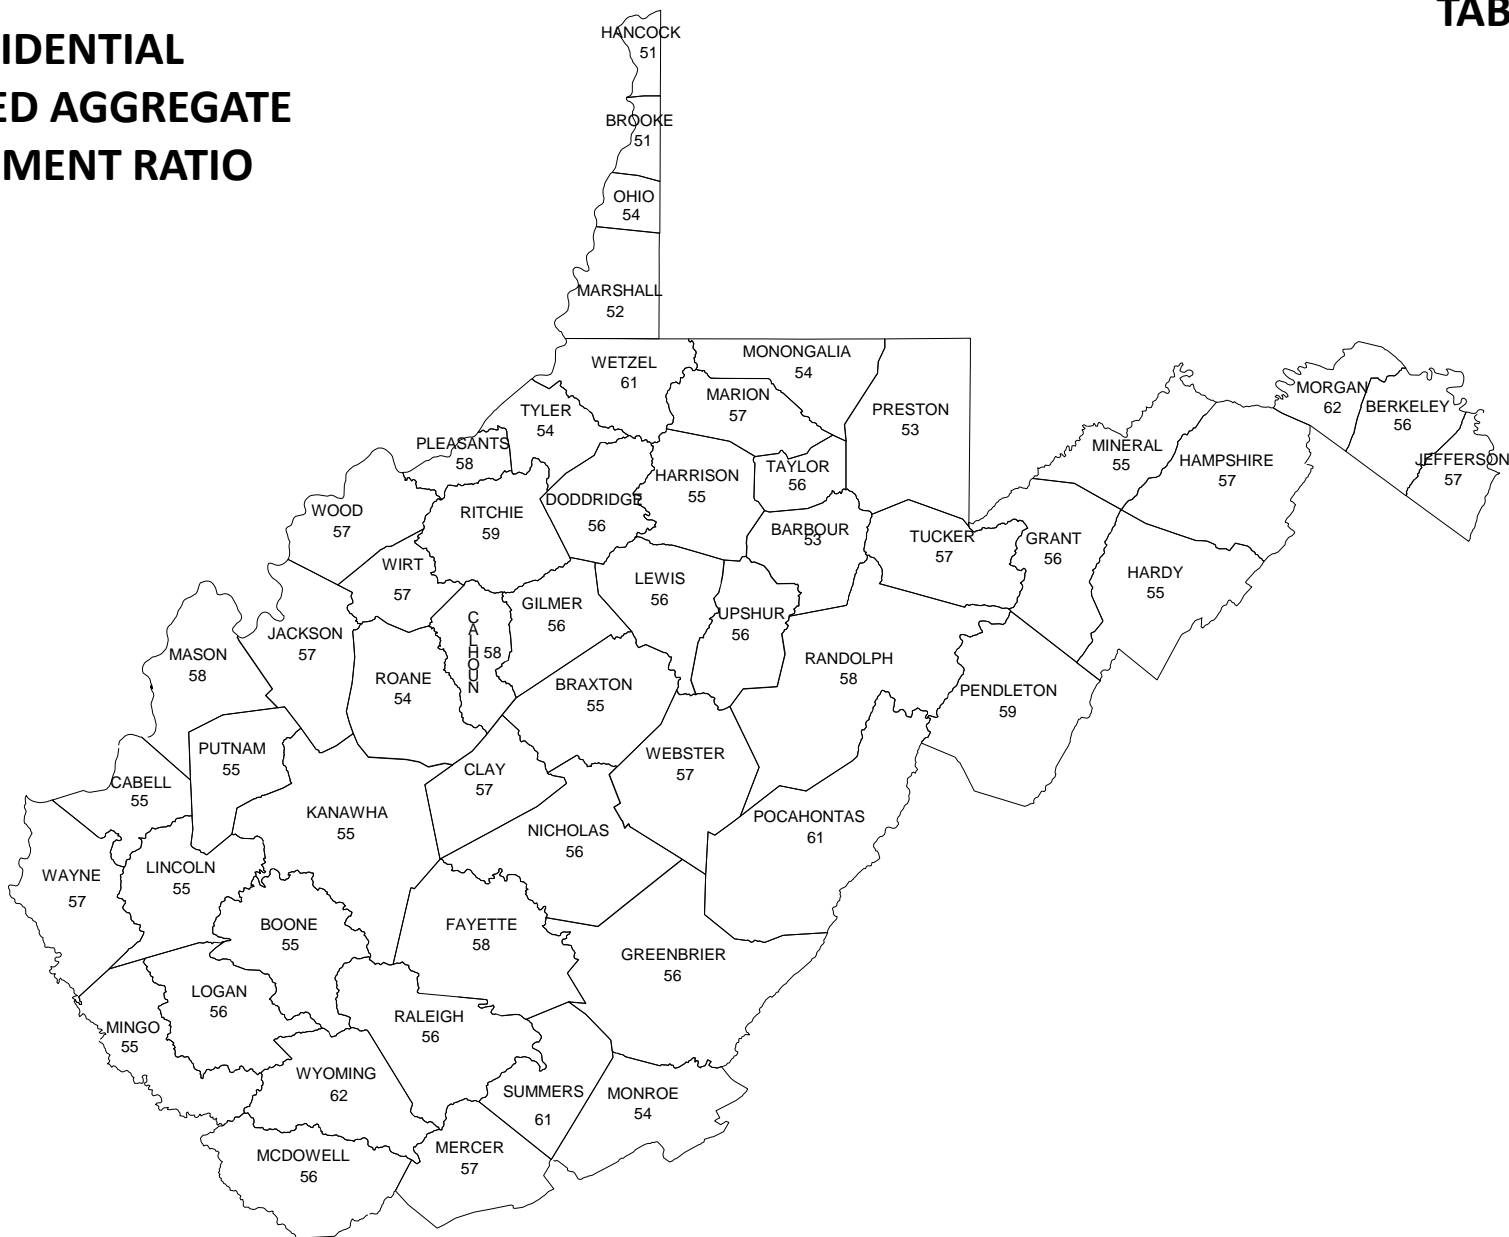 TAB
IDENTIAL
ED AGGREGATE
MENT RATIO
HANCOCK
51
BROOKE
51
OHIO
54
MARSHALL
52
WETZEL
61
MONONGALIA
54
MARION
57
PRESTON
53
TYLER
54
PLEASANTS
58
MORGAN
62
BERKELEY
56
JEFFERSON
57
MINERAL
55
HAMPSHIRE
57
HARRISON
55
TAYLOR
56
DODDRIDGE
56
RITCHIE
59
WOOD
57
BARBOUR
53
TUCKER
57
GRANT
56
HARDY
55
WIRT
57
LEWIS
56
GILMER
56
UPSHUR
56
CALHOUN
58
JACKSON
57
MASON
58
ROANE
54
BRAXTON
55
RANDOLPH
58
PENDLETON
59
PUTNAM
55
CABELL
55
CLAY
57
WEBSTER
57
KANAWHA
55
NICHOLAS
56
POCAHONTAS
61
WAYNE
57
LINCOLN
55
BOONE
55
FAYETTE
58
GREENBRIER
56
LOGAN
56
RALEIGH
56
MINGO
55
WYOMING
62
SUMMERS
61
MONROE
54
MCDOWELL
56
MERCER
57